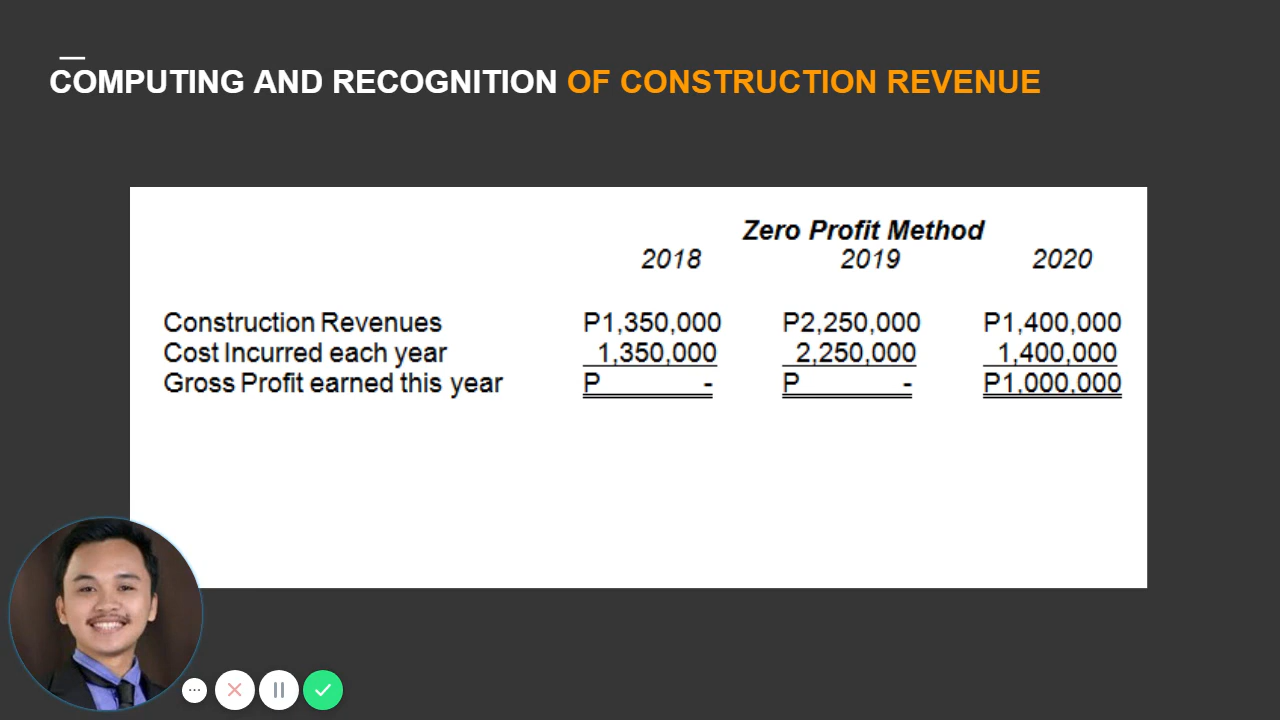 COMPUTING AND RECOGNITION OF CONSTRUCTION REVENUE
Zero Profit Method
2018 2019 2020
Construction Revenues P1,350,000 P2,250,000 P1,400,000
Cost Incurred each year 1,350,000 2,250,000 1,400,000
Gross Profit earned this year P - P - P1,000,000